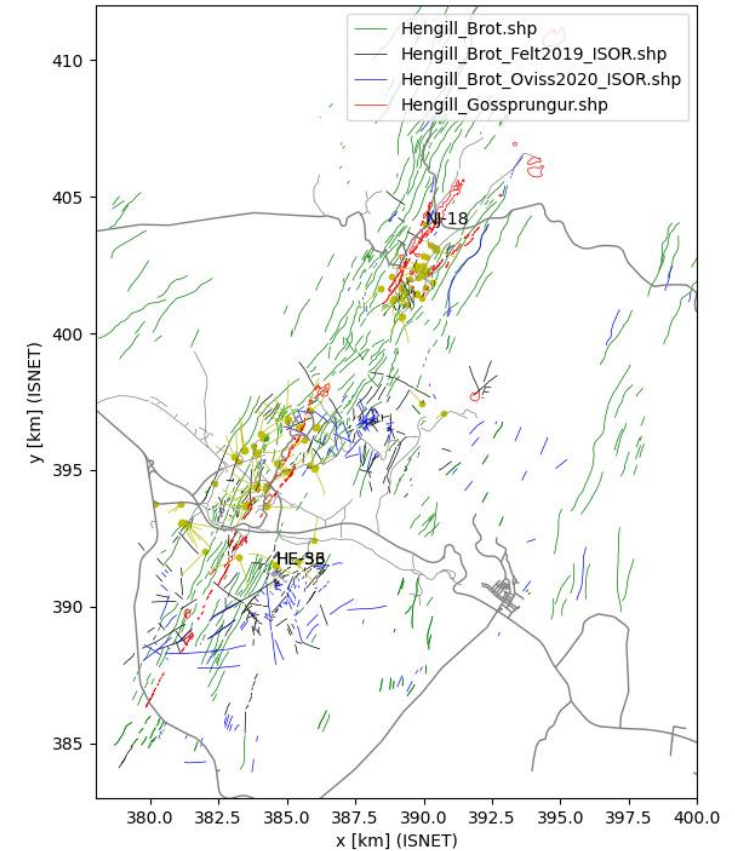 Hengill_Brot.shp
Hengill_Brot_Felt2019_ISOR.shp
Hengill_Brot_Oviss2020_ISOR.shp
Hengill_Gossprungur.shp
410
405
NJ-18
400
y [km] (ISNET)
395
HE-
390
385
380.0 382.5 385.0 387.5 390.0 392.5 395.0 397.5 400.0
x [km] (ISNET)